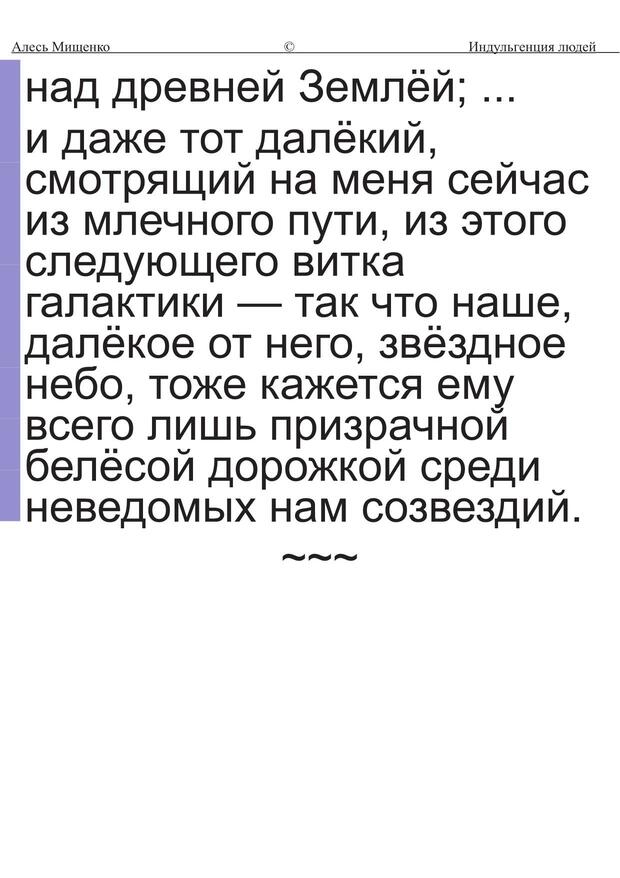 Алесь Мищенко © Индульгенция людей
над древней Землёй; ...
и даже тот далёкий,
смотрящий на меня сейчас
из млечного пути, из этого
следующего витка
галактики — так что наше,
далёкое от него, звёздное
небо, тоже кажется ему
всего лишь призрачной
белёсой дорожкой среди
неведомых нам созвездий.
~~~